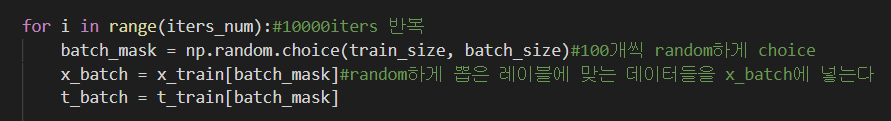 for i in range(iters_num):#10000iters 반복
batch_mask = np.random.choice(train_size, batch_size)#100개씩 random하게 choice
x_batch = x_train[batch_mask]#random하게 뽑은 레이블에 맞는 데이터들을 x_batch에 넣는다
t_batch = t_train[batch_mask]